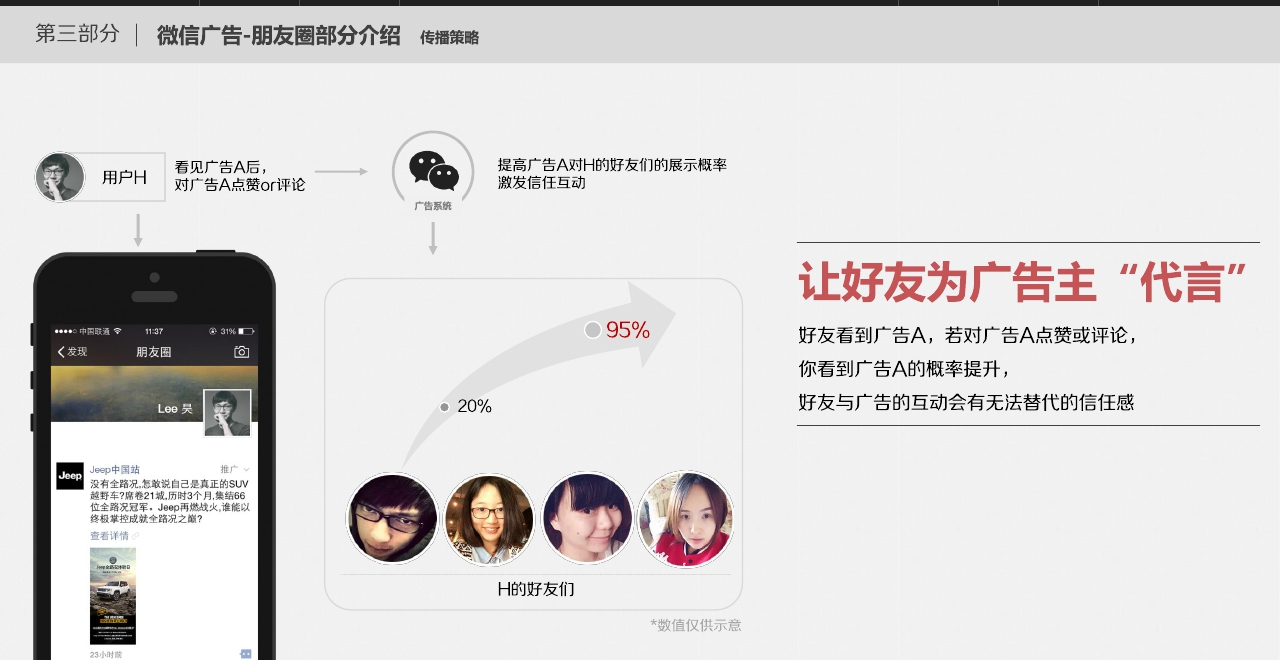 第三部分
微信广告-朋友圈部分介绍 传播策略
用户H
看见广告A后，
对广告A点赞or评论
广告系统
提高广告A对H的好友们的展示概率
激发信任互动
中国联通 11:37 31%
发现 朋友圈
Lee 昊
Jeep
Jeep中国站 推广
没有全路况,怎敢说自己是真正的SUV
越野车?席卷21城,历时3个月,集结66
位全路况冠军。Jeep再燃战火,谁能以
终极掌控成就全路况之巅?
查看详情
23小时前
95%
20%
H的好友们
*数值仅供示意
让好友为广告主“代言”
好友看到广告A，若对广告A点赞或评论，
你看到广告A的概率提升，
好友与广告的互动会有无法替代的信任感